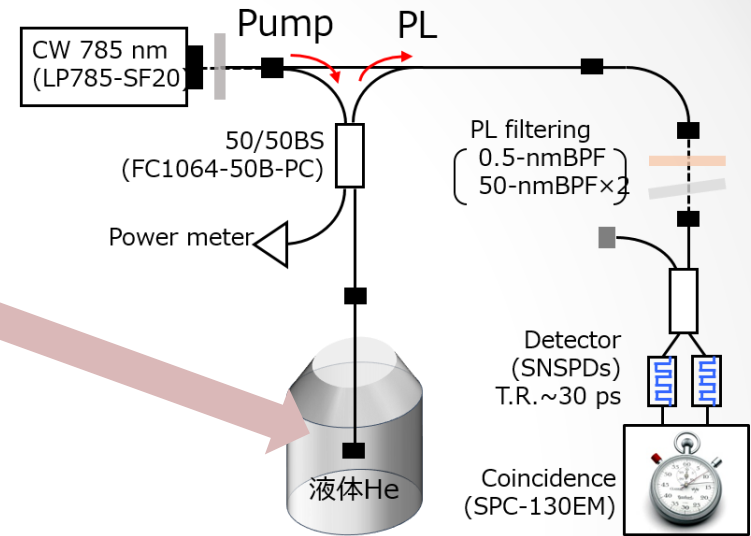 Pump
PL
CW 785 nm
(LP785-SF20)
50/50BS
(FC1064-50B-PC)
PL filtering
0.5-nmBPF
50-nmBPF×2
Power meter
Detector
(SNSPDs)
T.R.~30 ps
液体He
Coincidence
(SPC-130EM)